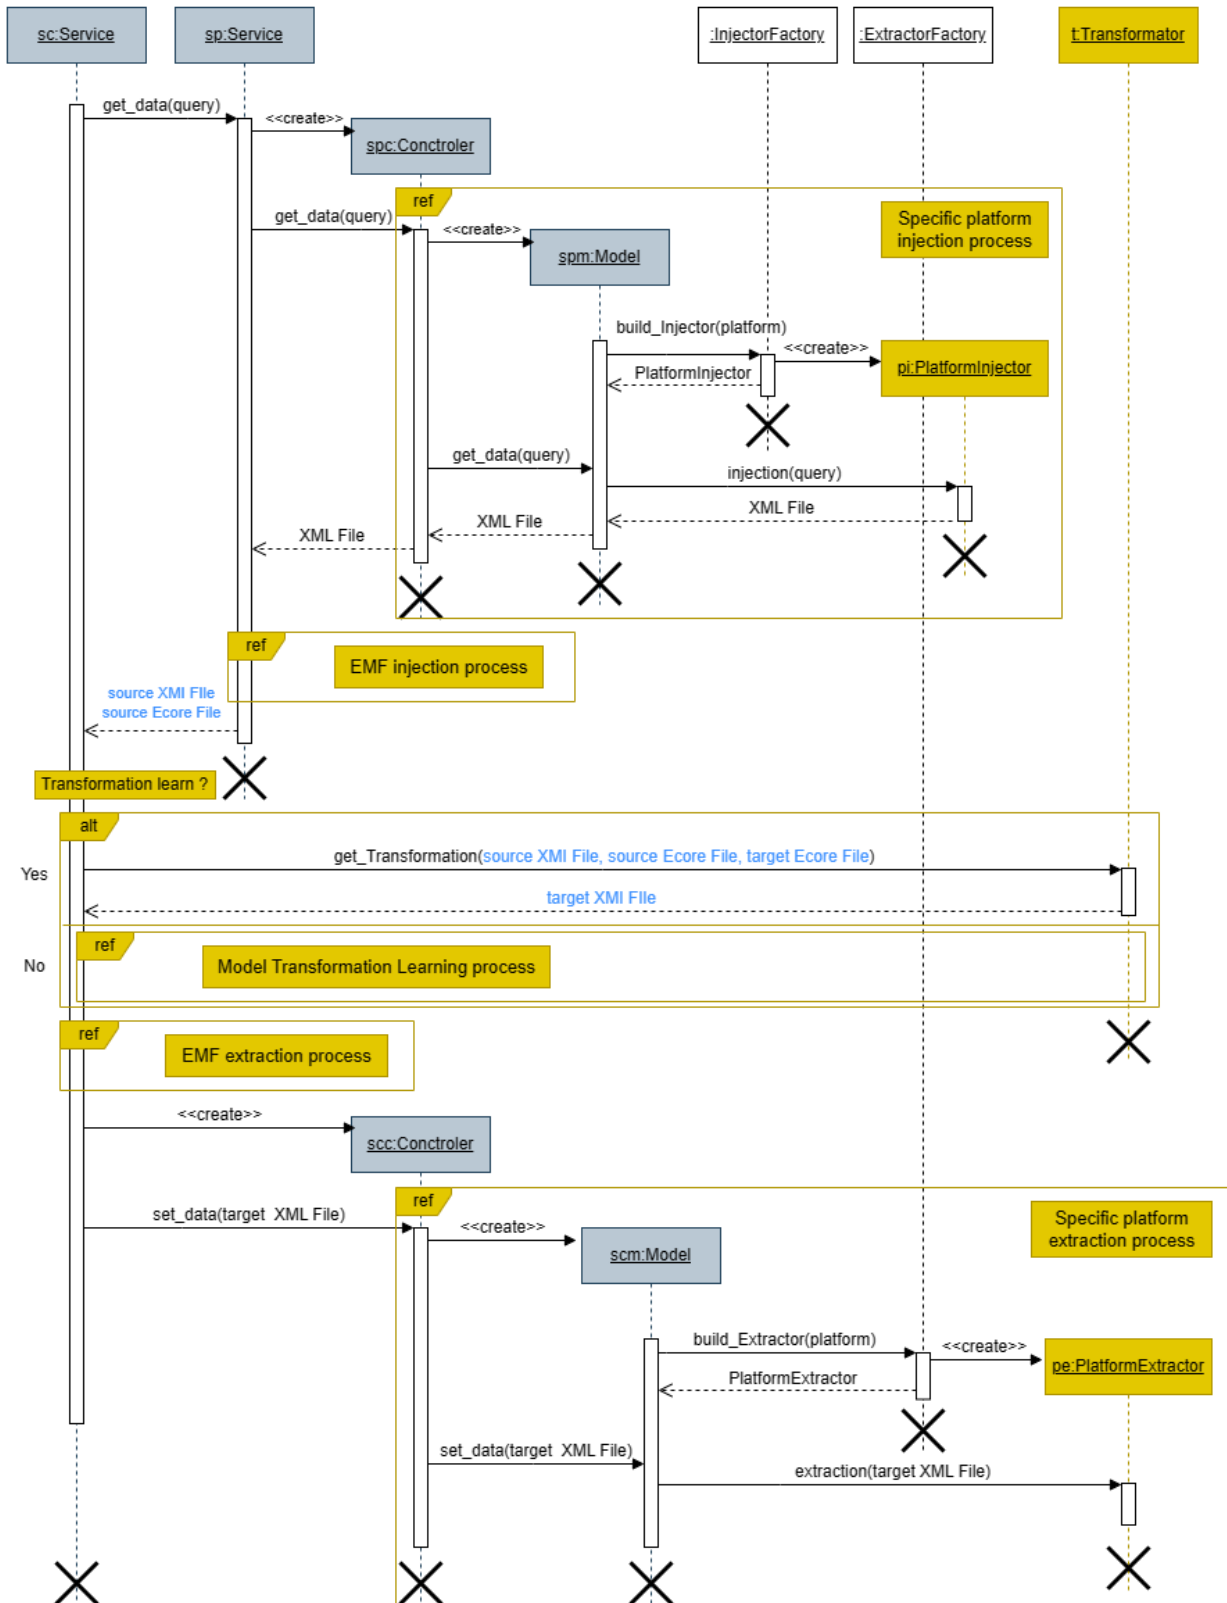 sc:Service
sp:Service
:InjectorFactory
:ExtractorFactory
t:Transformator
get_data(query)
<<create>>
spc:Conctroler
ref
Specific platform
injection process
get_data(query)
<<create>>
spm:Model
build_Injector(platform)
<<create>>
PlatformInjector
pi:PlatformInjector
get_data(query)
injection(query)
XML File
XML File
XML File
ref
EMF injection process
source XMI FIle
source Ecore File
Transformation learn ?
alt
get_Transformation(source XMI File, source Ecore File, target Ecore File)
Yes
target XMI FIle
ref
No
Model Transformation Learning process
ref
EMF extraction process
<<create>>
scc:Conctroler
ref
Specific platform
extraction process
set_data(target  XML File)
<<create>>
scm:Model
build_Extractor(platform)
<<create>>
PlatformExtractor
pe:PlatformExtractor
set_data(target  XML File)
extraction(target XML File)